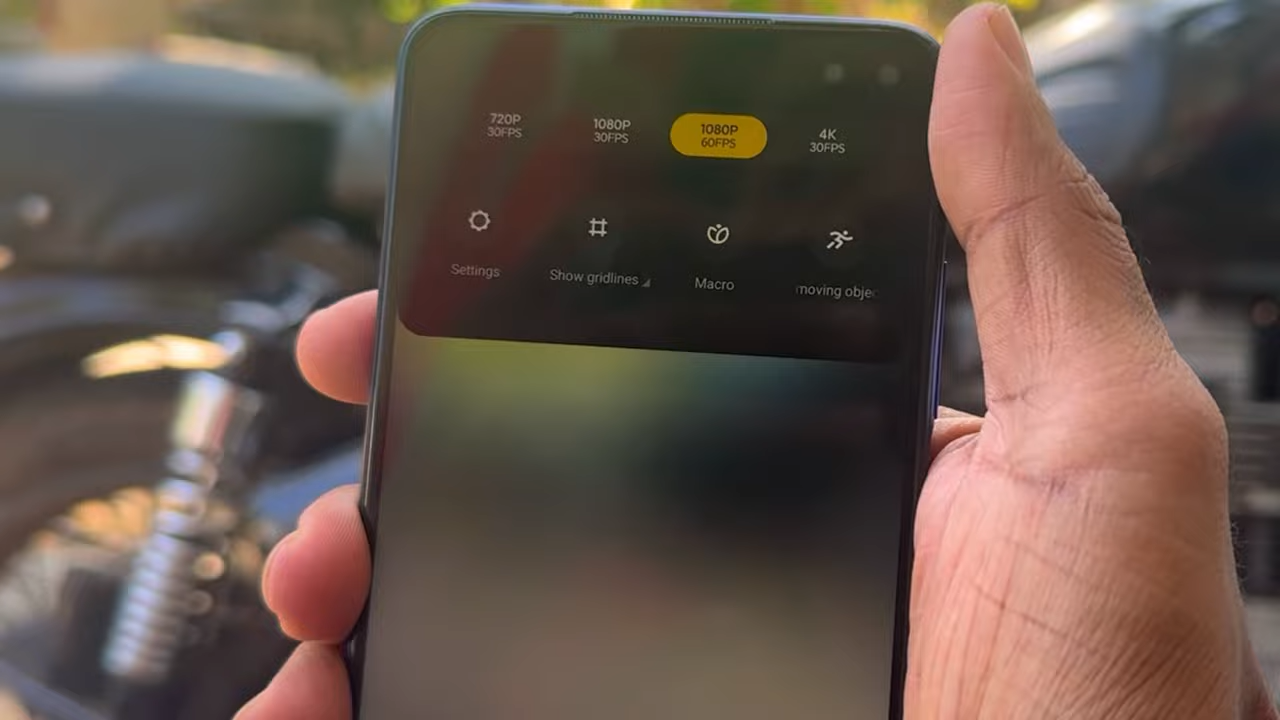 720P
30FPS
1080P
30FPS
1080P
60FPS
4K
30FPS
Settings
Show gridlines
Macro
moving objec